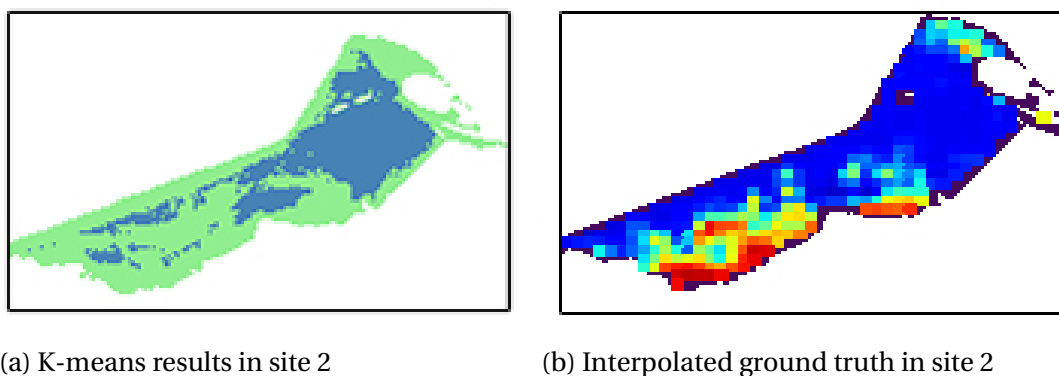 (a) K-means results in site 2
(b) Interpolated ground truth in site 2